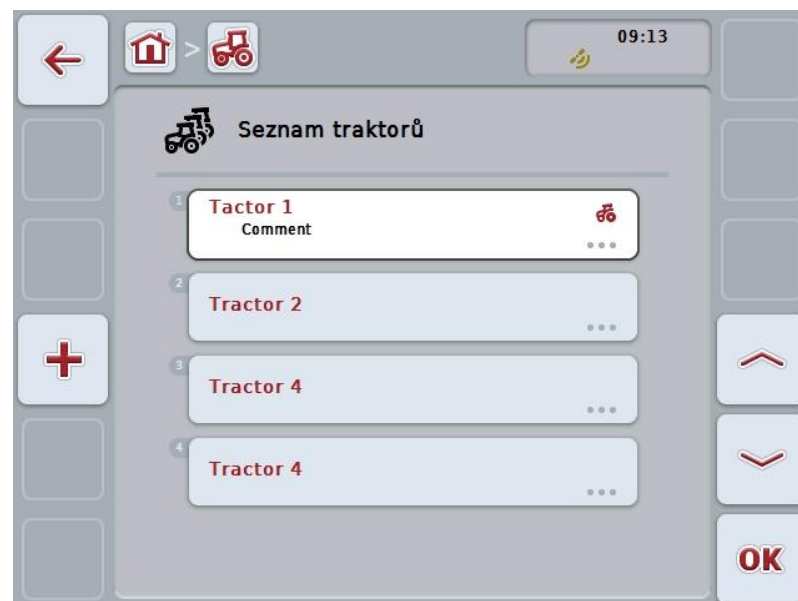 09:13
Seznam traktorů
1
Tactor 1
Comment
2
Tractor 2
3
Tractor 4
4
Tractor 4
OK